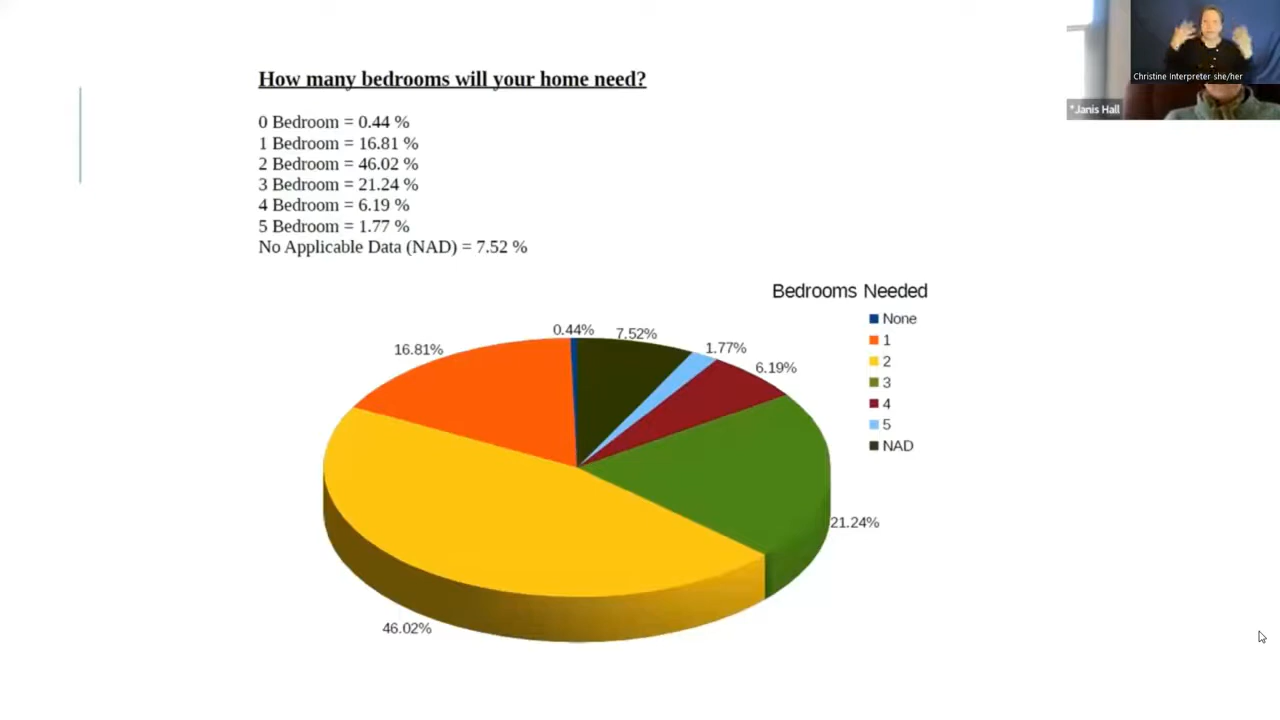 How many bedrooms will your home need?
0 Bedroom = 0.44 %
1 Bedroom = 16.81 %
2 Bedroom = 46.02 %
3 Bedroom = 21.24 %
4 Bedroom = 6.19 %
5 Bedroom = 1.77 %
No Applicable Data (NAD) = 7.52 %
Christine Interpreter she/her
*Janis Hall
Bedrooms Needed
None
1
2
3
4
5
NAD
0.44%
7.52%
1.77%
6.19%
16.81%
21.24%
46.02%